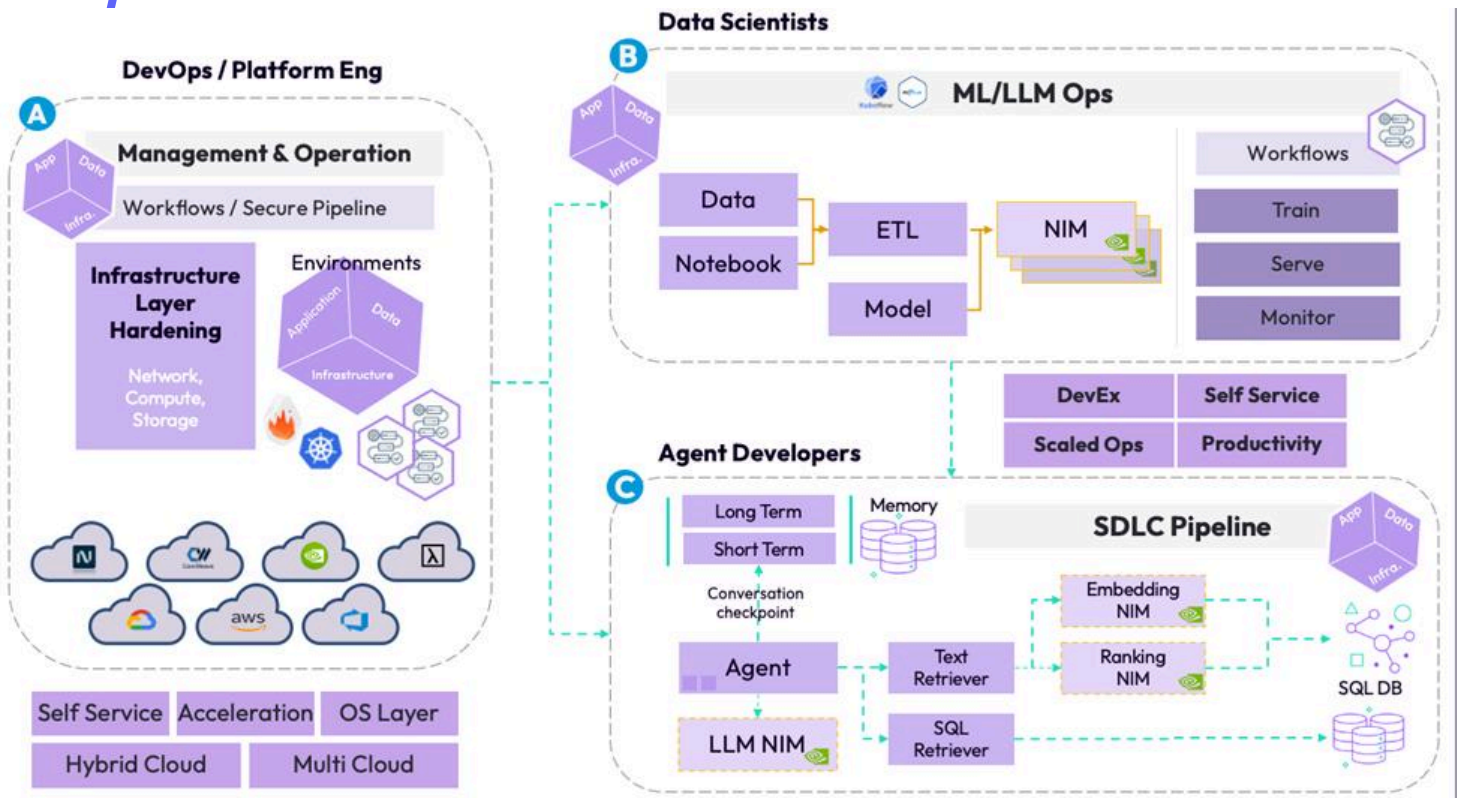 DevOps / Platform Eng
A
App
Data
Infra.
Management & Operation
Workflows / Secure Pipeline
Infrastructure
Layer
Hardening
Network,
Compute,
Storage
Environments
Application
Data
Infrastructure
aws
Self Service
Acceleration
OS Layer
Hybrid Cloud
Multi Cloud
Data Scientists
B
App
Data
Infra.
ML/LLM Ops
Data
Notebook
ETL
Model
NIM
Workflows
Train
Serve
Monitor
DevEx
Self Service
Scaled Ops
Productivity
Agent Developers
C
Long Term
Short Term
Memory
Conversation
checkpoint
SDLC Pipeline
App
Data
Infra.
Agent
LLM NIM
Text
Retriever
SQL
Retriever
Embedding
NIM
Ranking
NIM
SQL DB